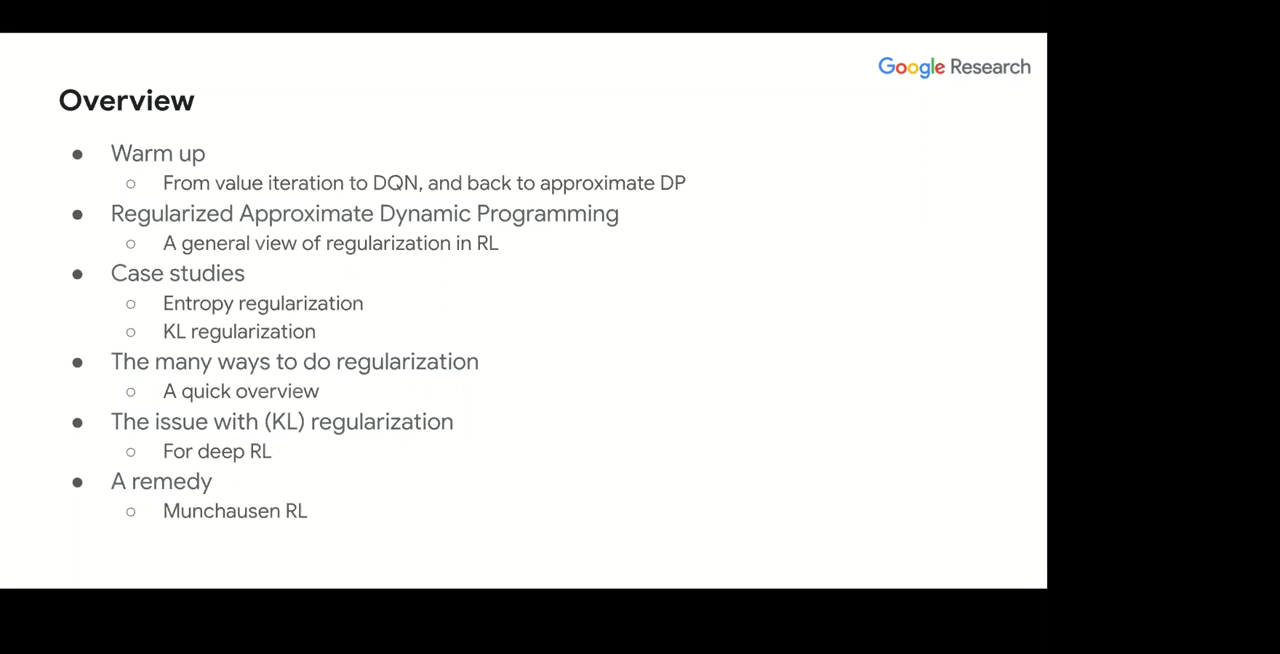 Google Research
Overview
● Warm up
○ From value iteration to DQN, and back to approximate DP
● Regularized Approximate Dynamic Programming
○ A general view of regularization in RL
● Case studies
○ Entropy regularization
○ KL regularization
● The many ways to do regularization
○ A quick overview
● The issue with (KL) regularization
○ For deep RL
● A remedy
○ Munchausen RL